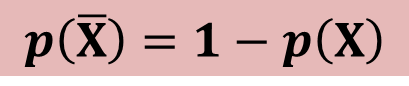 p(X̅) = 1 − p(X)